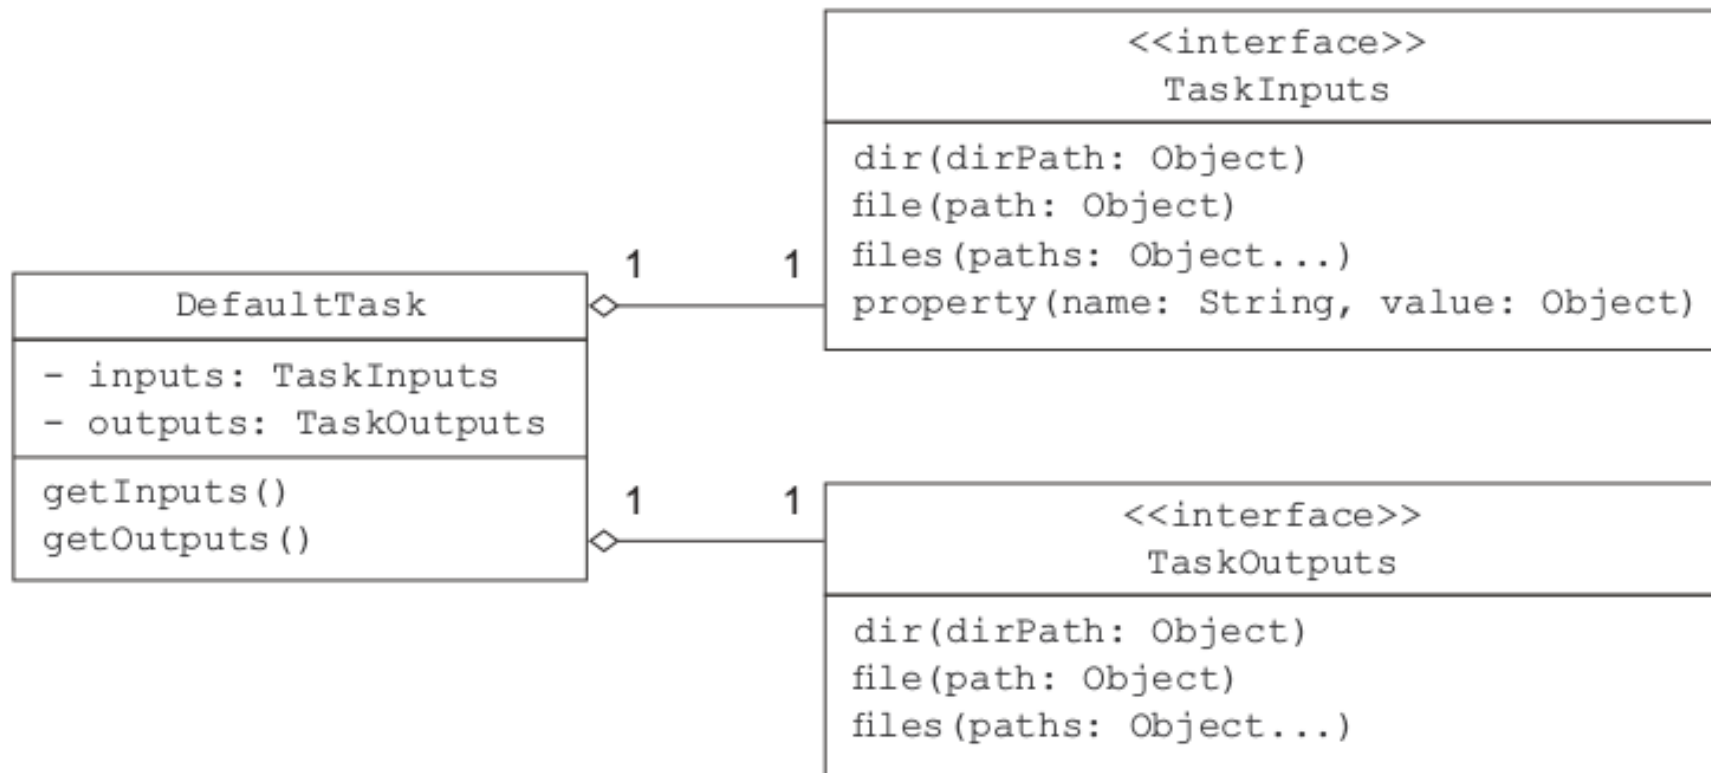 <<interface>>
TaskInputs
dir(dirPath: Object)
file(path: Object)
files(paths: Object...)
property(name: String, value: Object)
1 1
DefaultTask
- inputs: TaskInputs
- outputs: TaskOutputs
getInputs()
getOutputs()
1 1
<<interface>>
TaskOutputs
dir(dirPath: Object)
file(path: Object)
files(paths: Object...)